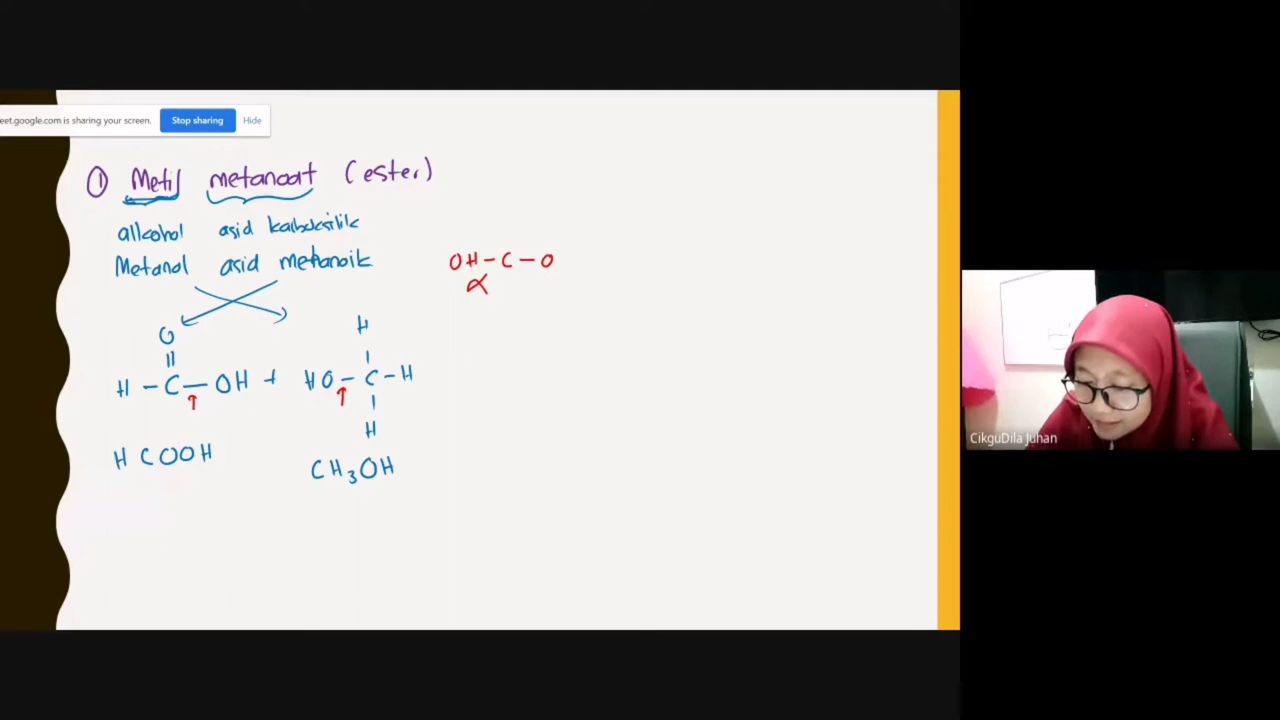 eet.google.com is sharing your screen. Stop sharing Hide
① Metil metanoat (ester)
alkohol asid karboksilik
Metanol asid metanoik
OH – C – O
H
O
H – C – OH + HO – C – H
H
HCOOH
CH₃OH
CikguDila Juhan